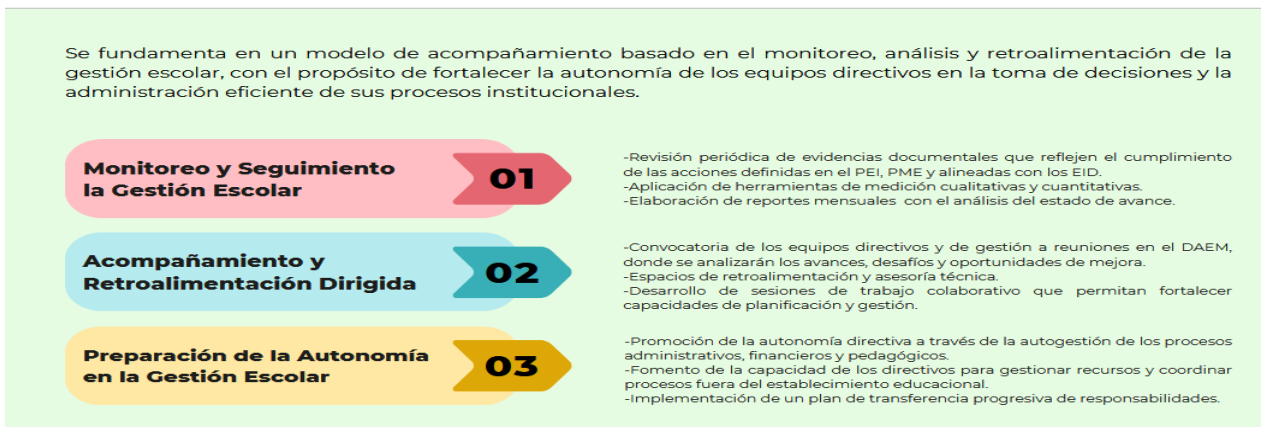 Se fundamenta en un modelo de acompañamiento basado en el monitoreo, análisis y retroalimentación de la
gestión escolar, con el propósito de fortalecer la autonomía de los equipos directivos en la toma de decisiones y la
administración eficiente de sus procesos institucionales.
Monitoreo y Seguimiento
la Gestión Escolar
01
-Revisión periódica de evidencias documentales que reflejen el cumplimiento
de las acciones definidas en el PEI, PME y alineadas con los EID.
-Aplicación de herramientas de medición cualitativas y cuantitativas.
-Elaboración de reportes mensuales con el análisis del estado de avance.
Acompañamiento y
Retroalimentación Dirigida
02
-Convocatoria de los equipos directivos y de gestión a reuniones en el DAEM,
donde se analizarán los avances, desafíos y oportunidades de mejora.
-Espacios de retroalimentación y asesoría técnica.
-Desarrollo de sesiones de trabajo colaborativo que permitan fortalecer
capacidades de planificación y gestión.
Preparación de la Autonomía
en la Gestión Escolar
03
-Promoción de la autonomía directiva a través de la autogestión de los procesos
administrativos, financieros y pedagógicos.
-Fomento de la capacidad de los directivos para gestionar recursos y coordinar
procesos fuera del establecimiento educacional.
-Implementación de un plan de transferencia progresiva de responsabilidades.